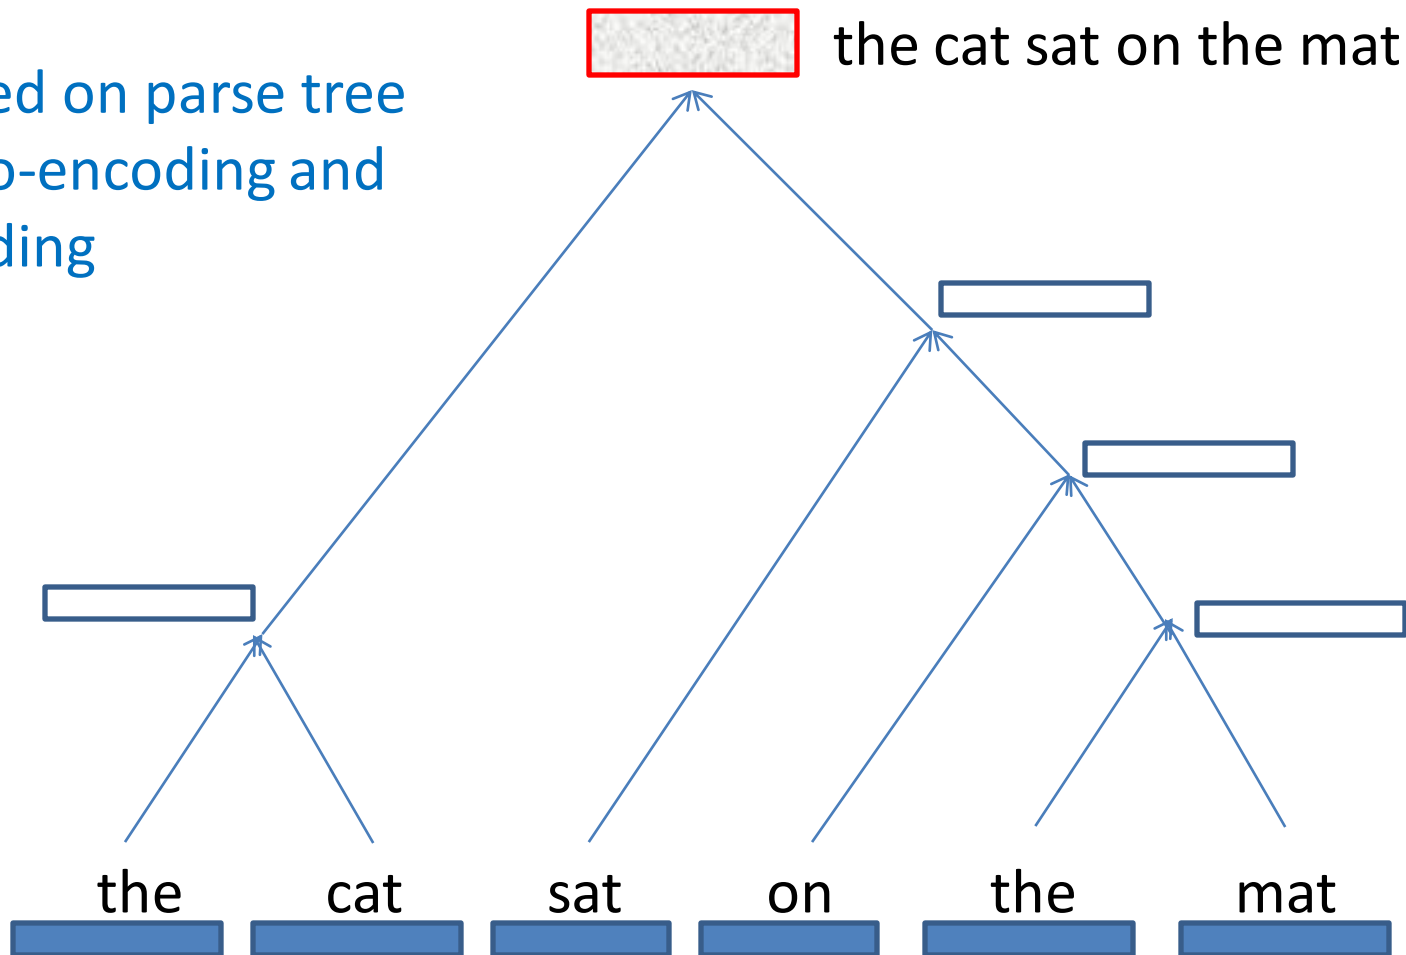 the cat sat on the mat
ed on parse tree
o-encoding and
ding
the cat sat on the mat